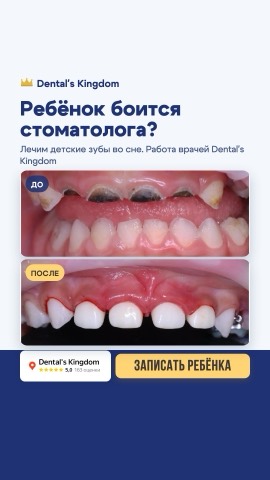 Dental's Kingdom
Ребёнок боится
стоматолога?
Лечим детские зубы во сне. Работа врачей Dental's
Kingdom
ДО
ПОСЛЕ
Dental's Kingdom
5,0
ЗАПИСАТЬ РЕБЁНКА